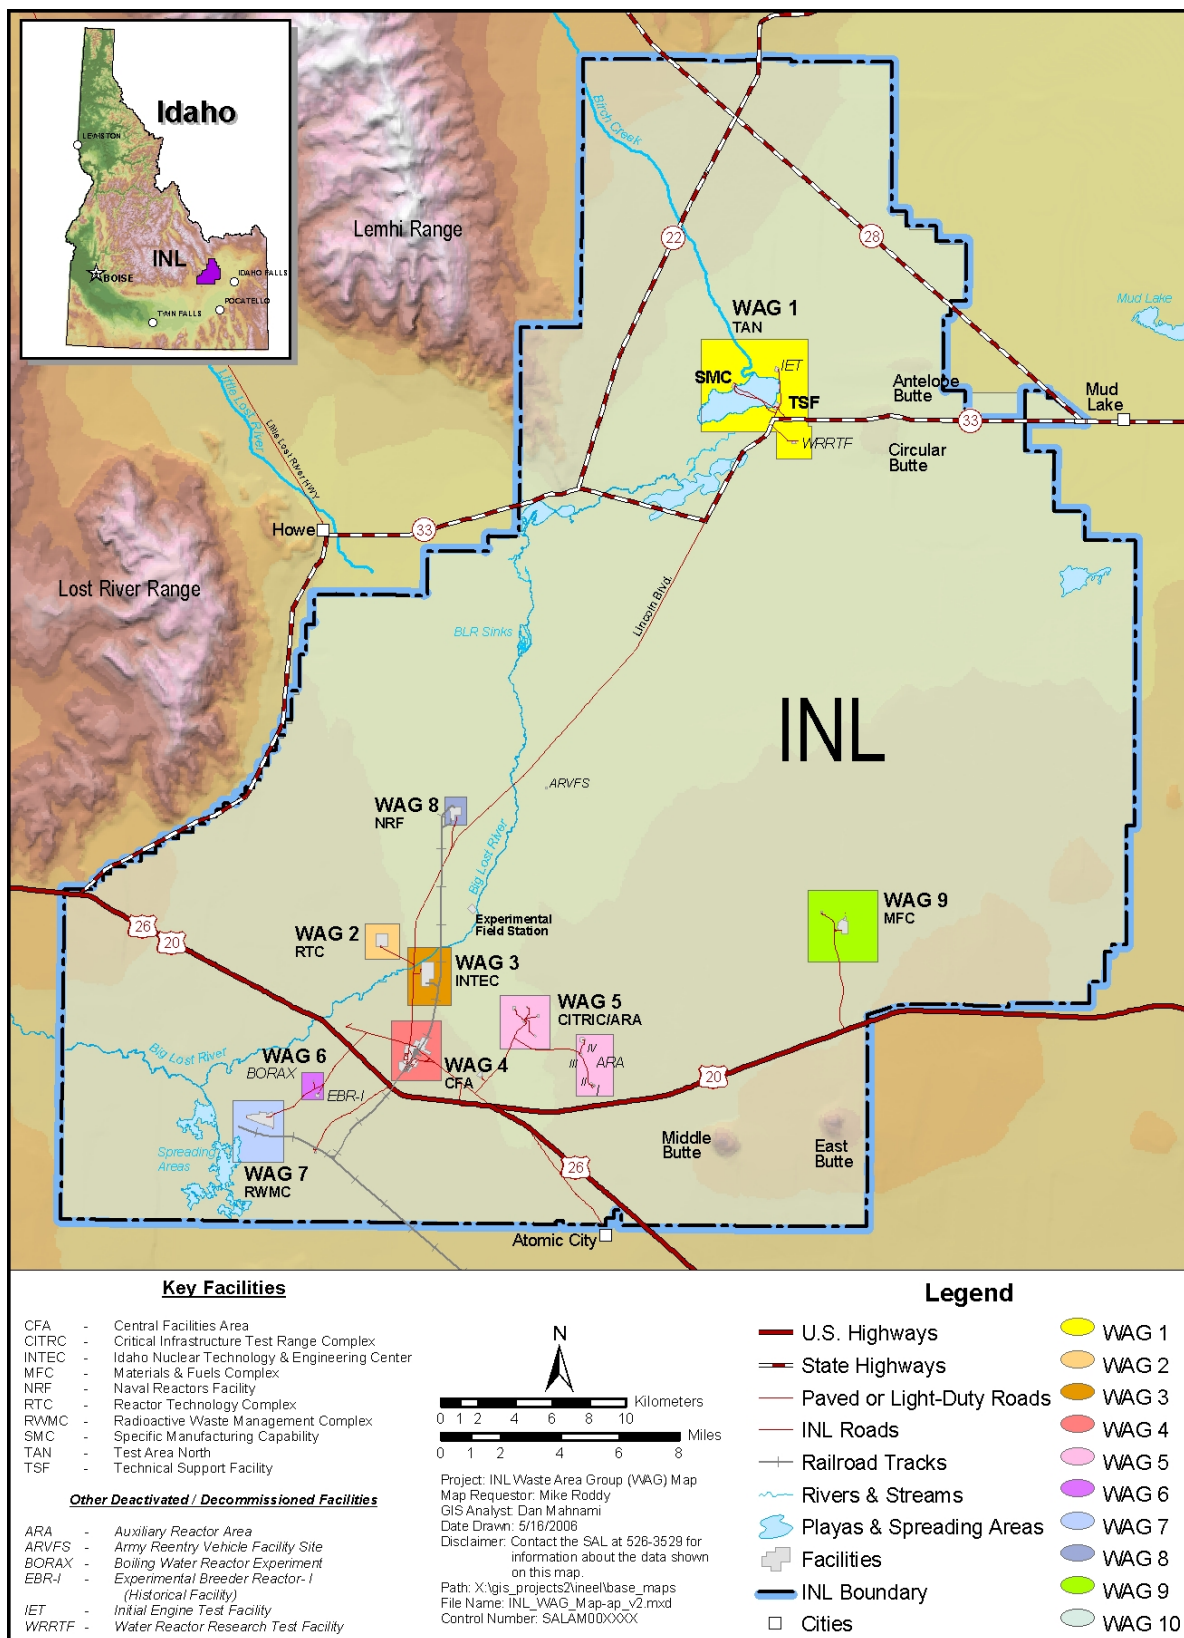 Idaho
LEWISTON
INL
BOISE
IDAHO FALLS
POCATELLO
TWIN FALLS
Birch Creek
Lemhi Range
22
28
Mud Lake
WAG 1
TAN
IET
SMC
TSF
Antelope
Butte
Mud
Lake
33
WRRTF
Circular
Butte
Little Lost River
Little Lost River HWY
Howe
33
Lost River Range
Lincoln Blvd.
BLR Sinks
INL
ARVFS
WAG 8
NRF
Big Lost River
Experimental
Field Station
WAG 9
MFC
26
20
WAG 2
RTC
WAG 3
INTEC
WAG 5
CITRIC/ARA
Big Lost River
WAG 6
BORAX
EBR-I
WAG 4
CFA
IV
III
ARA
II
I
20
Middle
Butte
East
Butte
Spreading
Areas
WAG 7
RWMC
26
Atomic City
Key Facilities
CFA - Central Facilities Area
CITRC - Critical Infrastructure Test Range Complex
INTEC - Idaho Nuclear Technology & Engineering Center
MFC - Materials & Fuels Complex
NRF - Naval Reactors Facility
RTC - Reactor Technology Complex
RWMC - Radioactive Waste Management Complex
SMC - Specific Manufacturing Capability
TAN - Test Area North
TSF - Technical Support Facility
Other Deactivated / Decommissioned Facilities
ARA - Auxiliary Reactor Area
ARVFS - Army Reentry Vehicle Facility Site
BORAX - Boiling Water Reactor Experiment
EBR-I - Experimental Breeder Reactor- I
(Historical Facility)
IET - Initial Engine Test Facility
WRRTF - Water Reactor Research Test Facility
N
Kilometers
0 1 2 4 6 8 10
Miles
0 2 4 6 8
Project: INL Waste Area Group (WAG) Map
Map Requestor: Mike Roddy
GIS Analyst: Dan Mahnami
Date Drawn: 5/16/2006
Disclaimer: Contact the SAL at 526-3529 for
information about the data shown
on this map.
Path: X:\gis_projects2\ineel\base_maps
File Name: INL_WAG_Map-ap_v2.mxd
Control Number: SALAM00XXXX
Legend
U.S. Highways
State Highways
Paved or Light-Duty Roads
INL Roads
Railroad Tracks
Rivers & Streams
Playas & Spreading Areas
Facilities
INL Boundary
Cities
WAG 1
WAG 2
WAG 3
WAG 4
WAG 5
WAG 6
WAG 7
WAG 8
WAG 9
WAG 10